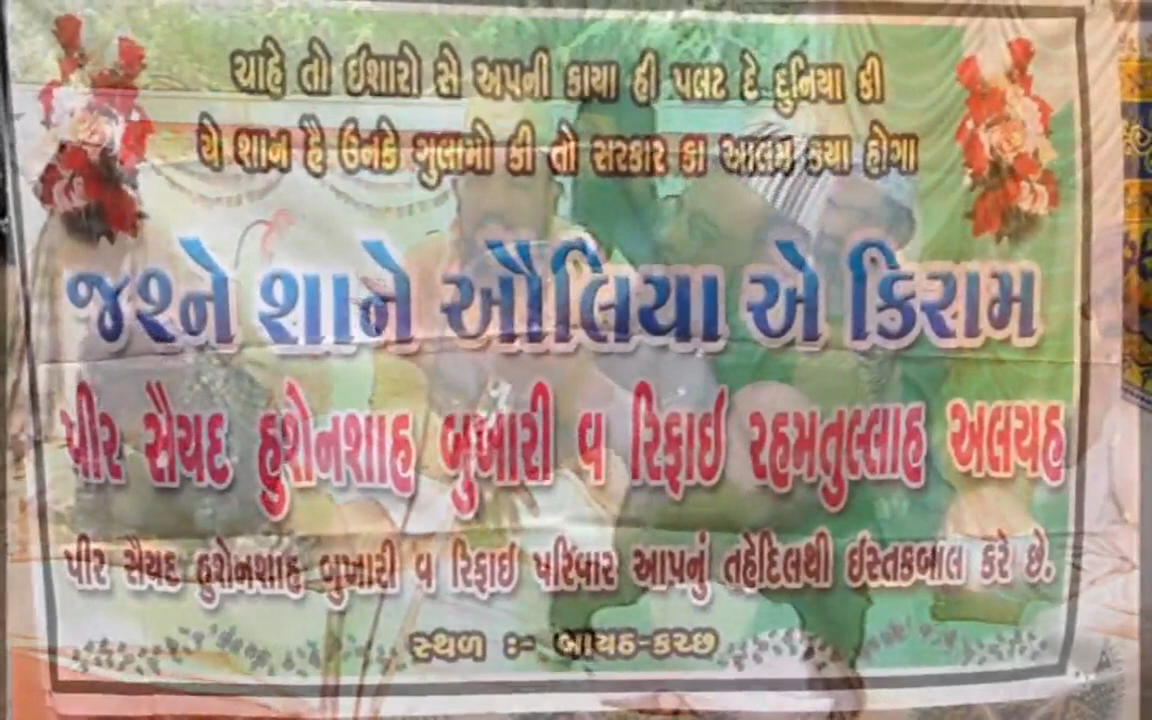 ચાહે તો ઈશારો સે અપની કાયા હી પલટ દે દુનિયા કી
યે શાન હૈ ઉનકે ગુલામો કી તો સરકાર કા આલમ કયા હોગા
જશ્ને શાને ઔલિયા એ કિરામ
પીર સૈયદ હુશેનશાહ બુખારી વ રિફાઈ રહમતુલ્લાહ અલયહ
પીર સૈયદ હુશેનશાહ બુખારી વ રિફાઈ પરિવાર આપનું તહેદિલથી ઈસ્તકબાલ કરે છે.
સ્થળ :- બાયઠ-કચ્છ